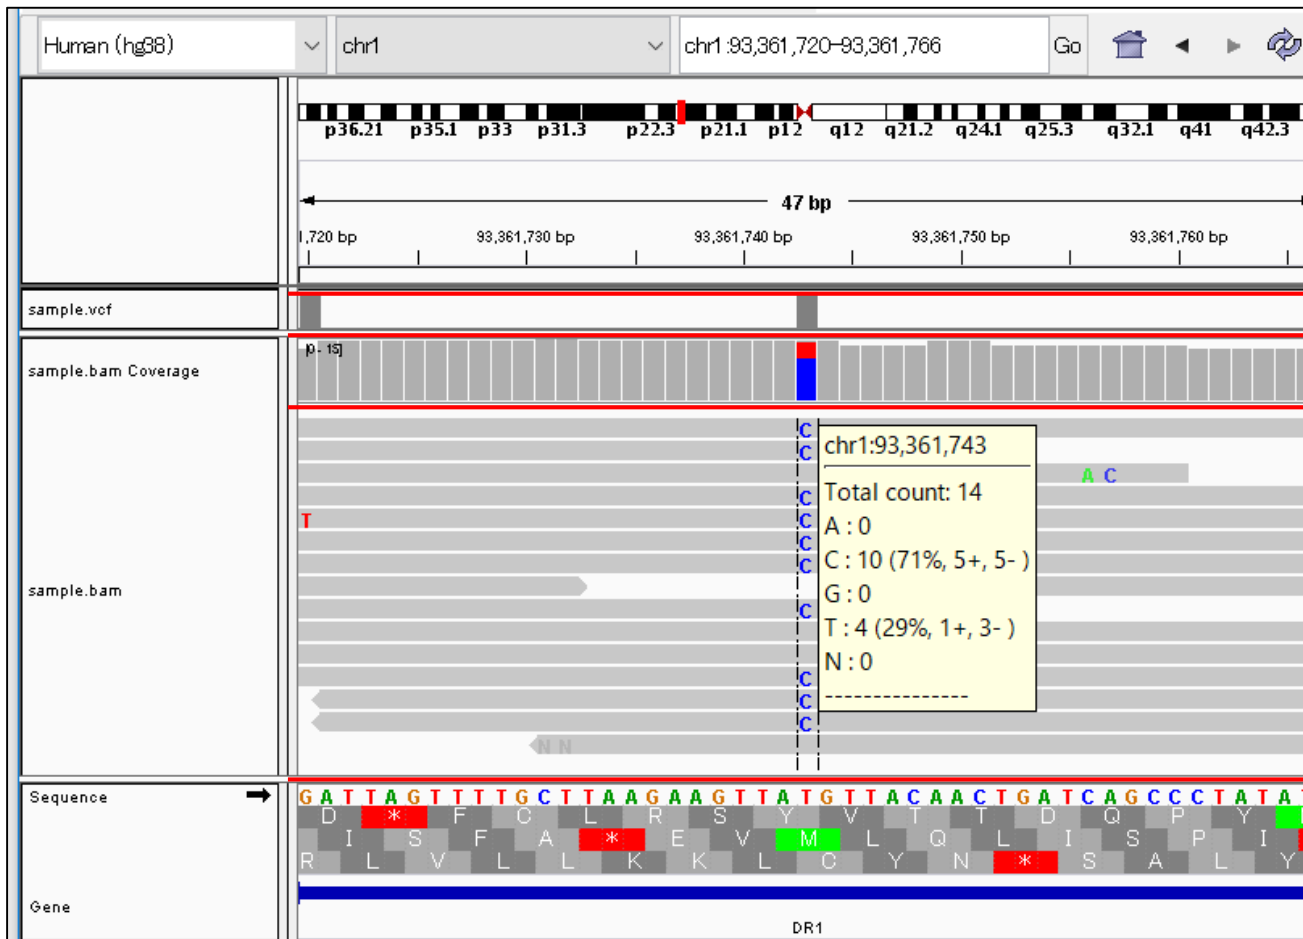 Human (hg38) chr1 chr1:93,361,720-93,361,766 Go
p36.21 p35.1 p33 p31.3 p22.3 p21.1 p12 q12 q21.2 q24.1 q25.3 q32.1 q41 q42.3
47 bp
1,720 bp 93,361,730 bp 93,361,740 bp 93,361,750 bp 93,361,760 bp
sample.vcf
[0 - 15]
sample.bam Coverage
C
C
A C
C
T C
C
C
C
C
C
C
N N
sample.bam
chr1:93,361,743
Total count: 14
A : 0
C : 10 (71%, 5+, 5- )
G : 0
T : 4 (29%, 1+, 3- )
N : 0
---------------
Sequence G A T T A G T T T T G C T T A A G A A G T T A T G T T A C A A C T G A T C A G C C C T A T A
D * F C L R S Y V T T D Q P Y
I S F A * E V M L Q L I S P I
R L V L L K K L C Y N * S A L Y
Gene
DR1